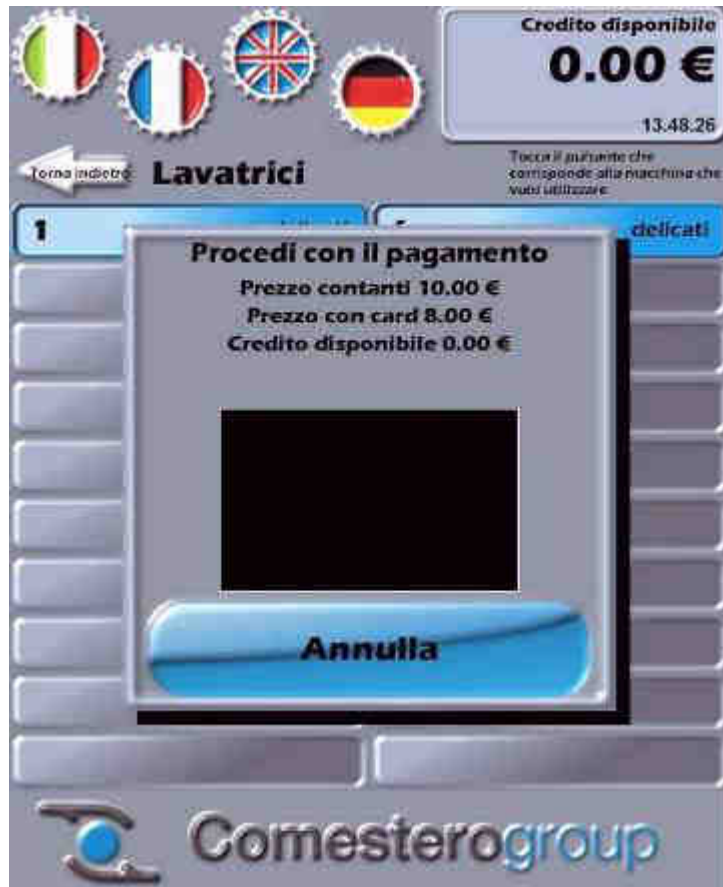 Credito disponibile
0.00 €
13.48.26
Torna indietro
Lavatrici
Tocca il pulsante che
corrisponde alla macchina che
vuoi utilizzare
1
delicati
Procedi con il pagamento
Prezzo contanti 10.00 €
Prezzo con card 8.00 €
Credito disponibile 0.00 €
Annulla
Comesterogroup